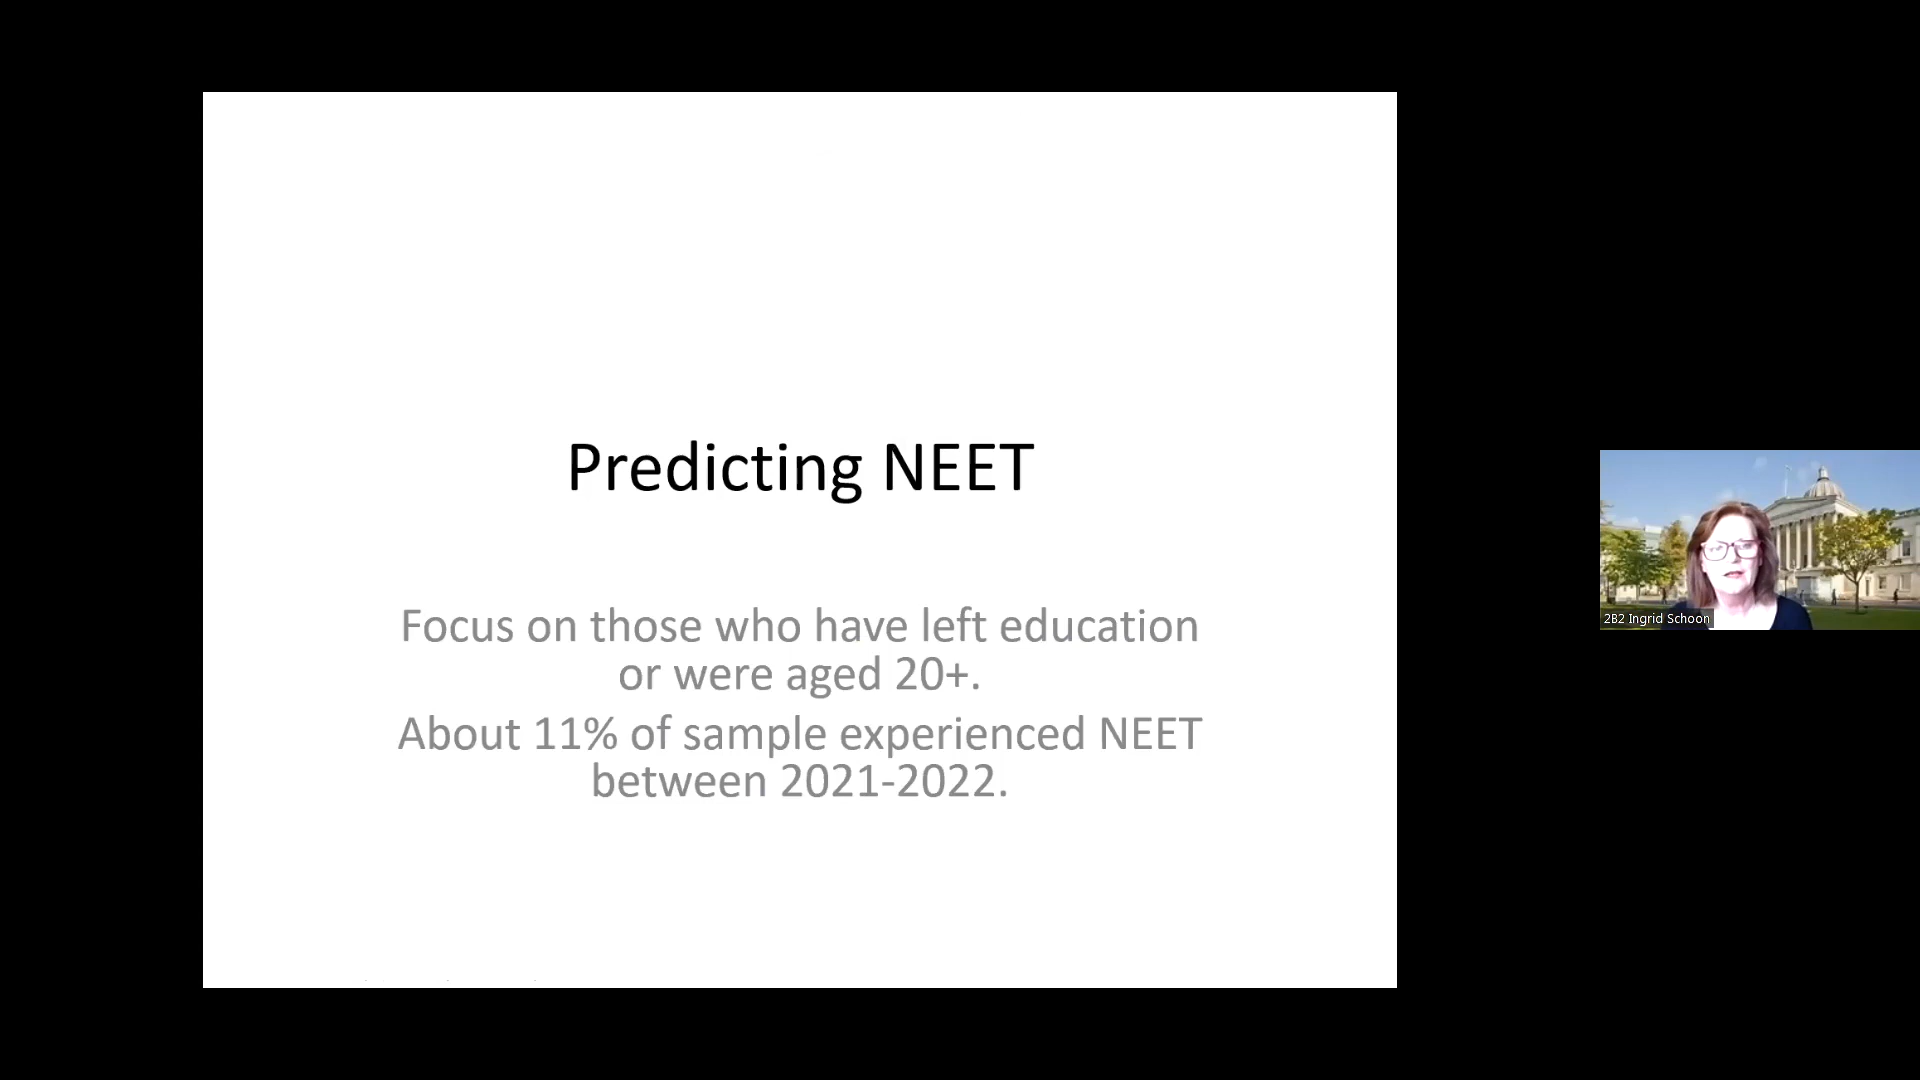 Predicting NEET
Focus on those who have left education
or were aged 20+.
About 11% of sample experienced NEET
between 2021-2022.
2B2 Ingrid Schoon